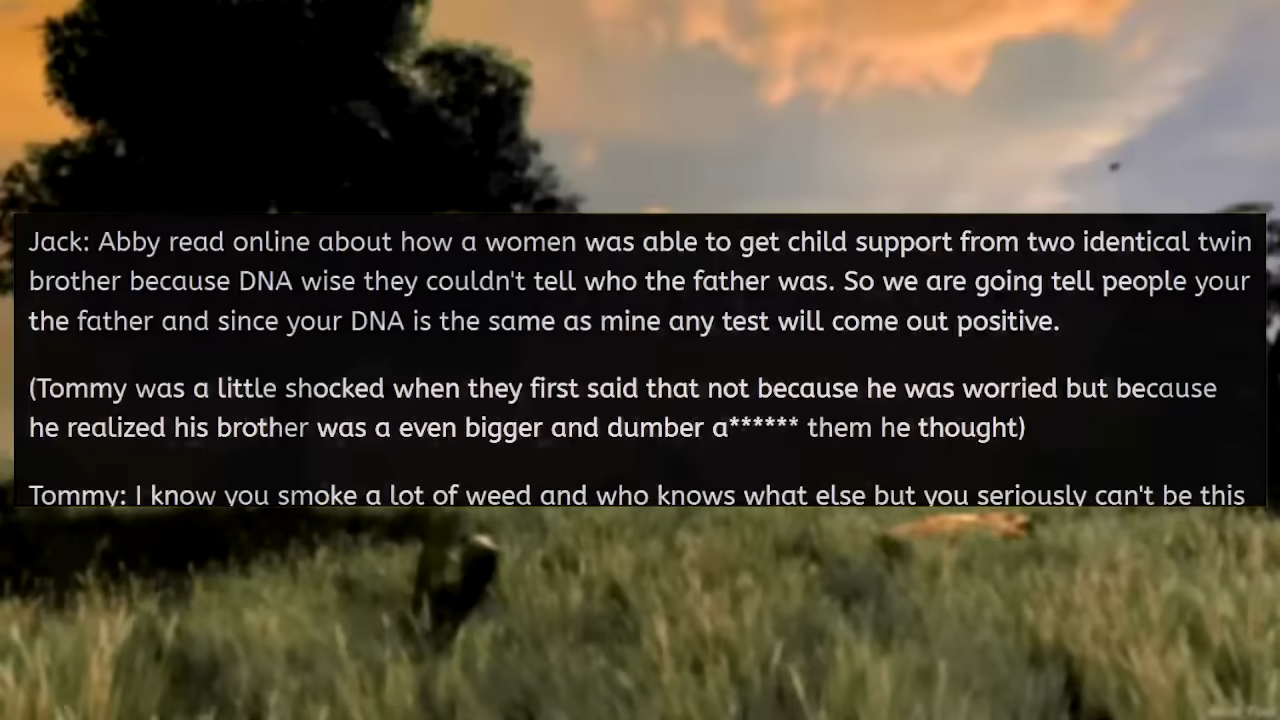 Jack: Abby read online about how a women was able to get child support from two identical twin
brother because DNA wise they couldn't tell who the father was. So we are going tell people your
the father and since your DNA is the same as mine any test will come out positive.
(Tommy was a little shocked when they first said that not because he was worried but because
he realized his brother was a even bigger and dumber a****** them he thought)
Tommy: I know you smoke a lot of weed and who knows what else but you seriously can't be this